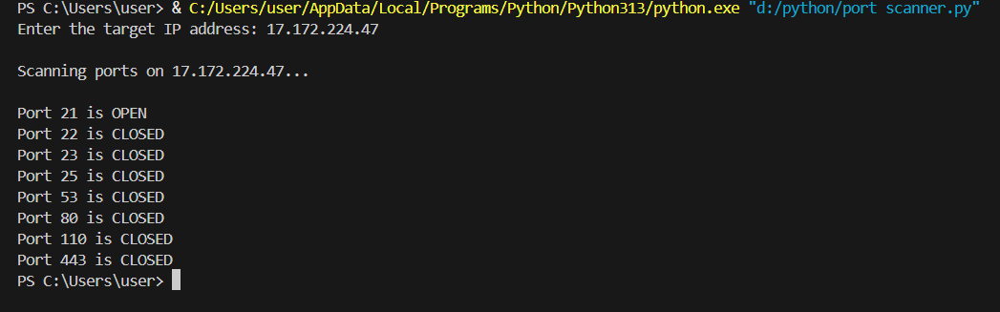 PS C:\Users\user> & C:/Users/user/AppData/Local/Programs/Python/Python313/python.exe "d:/python/port scanner.py"
Enter the target IP address: 17.172.224.47
Scanning ports on 17.172.224.47...
Port 21 is OPEN
Port 22 is CLOSED
Port 23 is CLOSED
Port 25 is CLOSED
Port 53 is CLOSED
Port 80 is CLOSED
Port 110 is CLOSED
Port 443 is CLOSED
PS C:\Users\user>